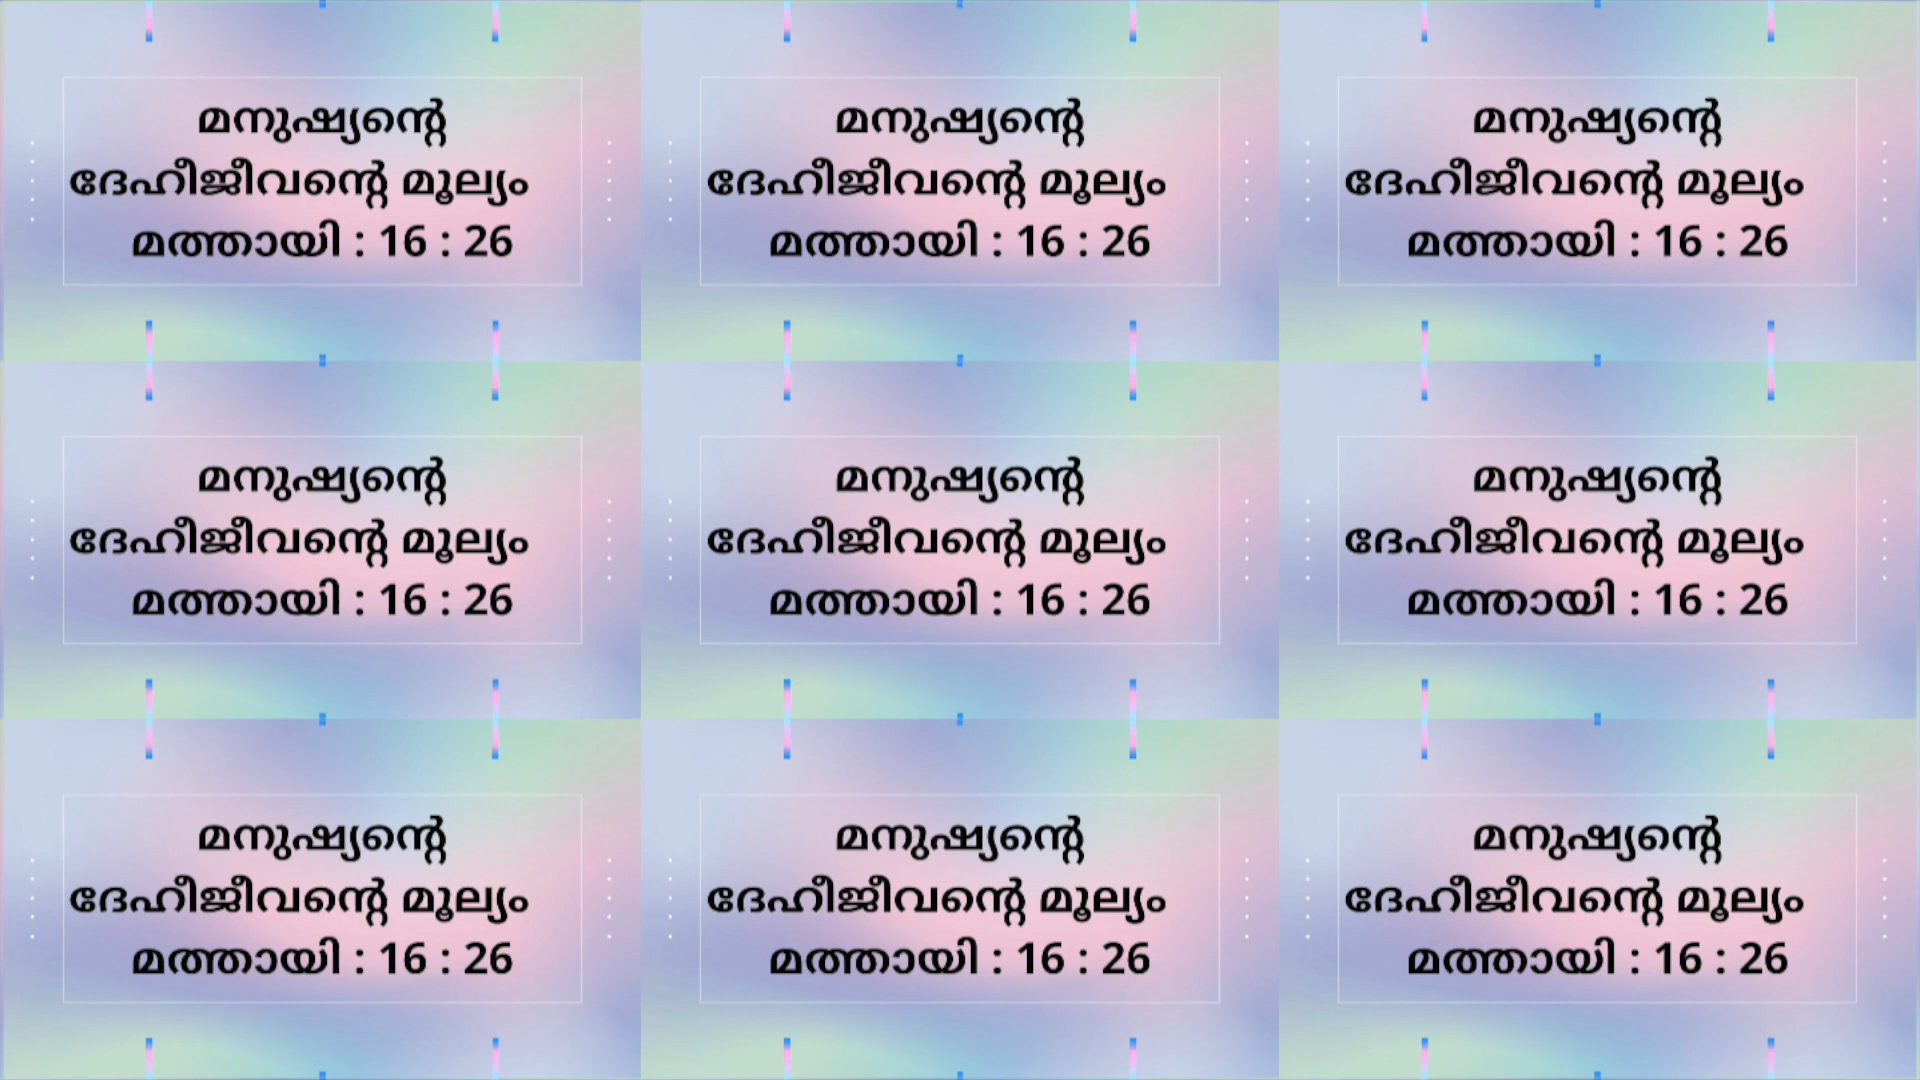 മനുഷ്യന്റെ മനുഷ്യന്റെ മനുഷ്യന്റെ
ദേഹീജീവന്റെ മൂല്യം ദേഹീജീവന്റെ മൂല്യം ദേഹീജീവന്റെ മൂല്യം
മത്തായി : 16 : 26 മത്തായി : 16 : 26 മത്തായി : 16 : 26
മനുഷ്യന്റെ മനുഷ്യന്റെ മനുഷ്യന്റെ
ദേഹീജീവന്റെ മൂല്യം ദേഹീജീവന്റെ മൂല്യം ദേഹീജീവന്റെ മൂല്യം
മത്തായി : 16 : 26 മത്തായി : 16 : 26 മത്തായി : 16 : 26
മനുഷ്യന്റെ മനുഷ്യന്റെ മനുഷ്യന്റെ
ദേഹീജീവന്റെ മൂല്യം ദേഹീജീവന്റെ മൂല്യം ദേഹീജീവന്റെ മൂല്യം
മത്തായി : 16 : 26 മത്തായി : 16 : 26 മത്തായി : 16 : 26